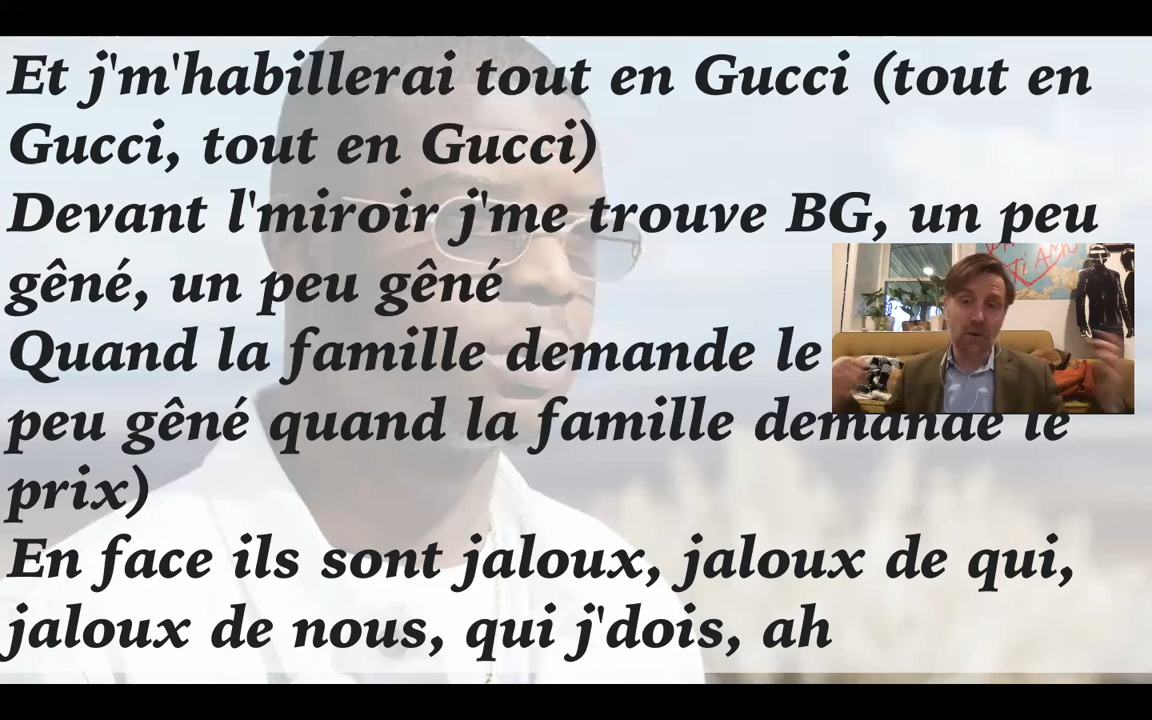 Et j'm'habillerai tout en Gucci (tout en
Gucci, tout en Gucci)
Devant l'miroir j'me trouve BG, un peu
gêné, un peu gêné
Quand la famille demande le
peu gêné quand la famille demande le
prix)
En face ils sont jaloux, jaloux de qui,
jaloux de nous, qui j'dois, ah